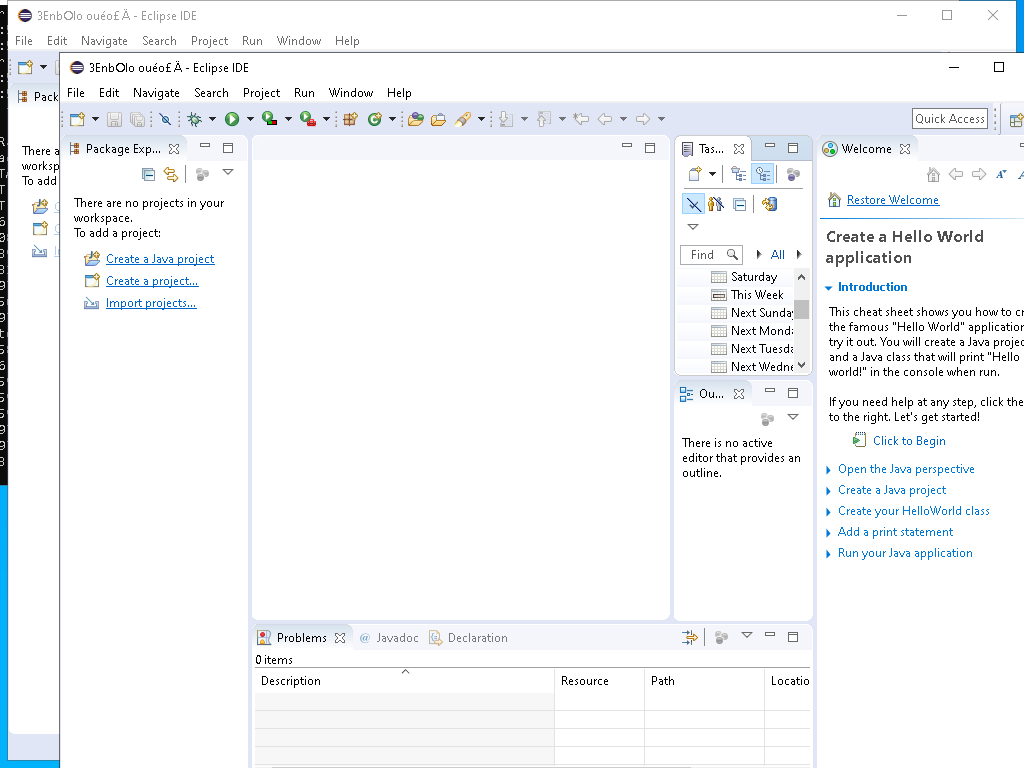 3EnbOlo ouéo£ Ä - Eclipse IDE
File Edit Navigate Search Project Run Window Help
Pack
There a
worksp
To add
3EnbOlo ouéo£ Ä - Eclipse IDE
File Edit Navigate Search Project Run Window Help
Quick Access
Package Exp...
There are no projects in your
workspace.
To add a project:
Create a Java project
Create a project...
Import projects...
Tas...
Find
All
Saturday
This Week
Next Sunda
Next Monda
Next Tuesda
Next Wedne
Ou...
There is no active
editor that provides an
outline.
Welcome
Restore Welcome
Create a Hello World
application
Introduction
This cheat sheet shows you how to cr
the famous "Hello World" application
try it out. You will create a Java projec
and a Java class that will print "Hello
world!" in the console when run.
If you need help at any step, click the
to the right. Let's get started!
Click to Begin
Open the Java perspective
Create a Java project
Create your HelloWorld class
Add a print statement
Run your Java application
Problems @ Javadoc Declaration
0 items
Description Resource Path Locatio